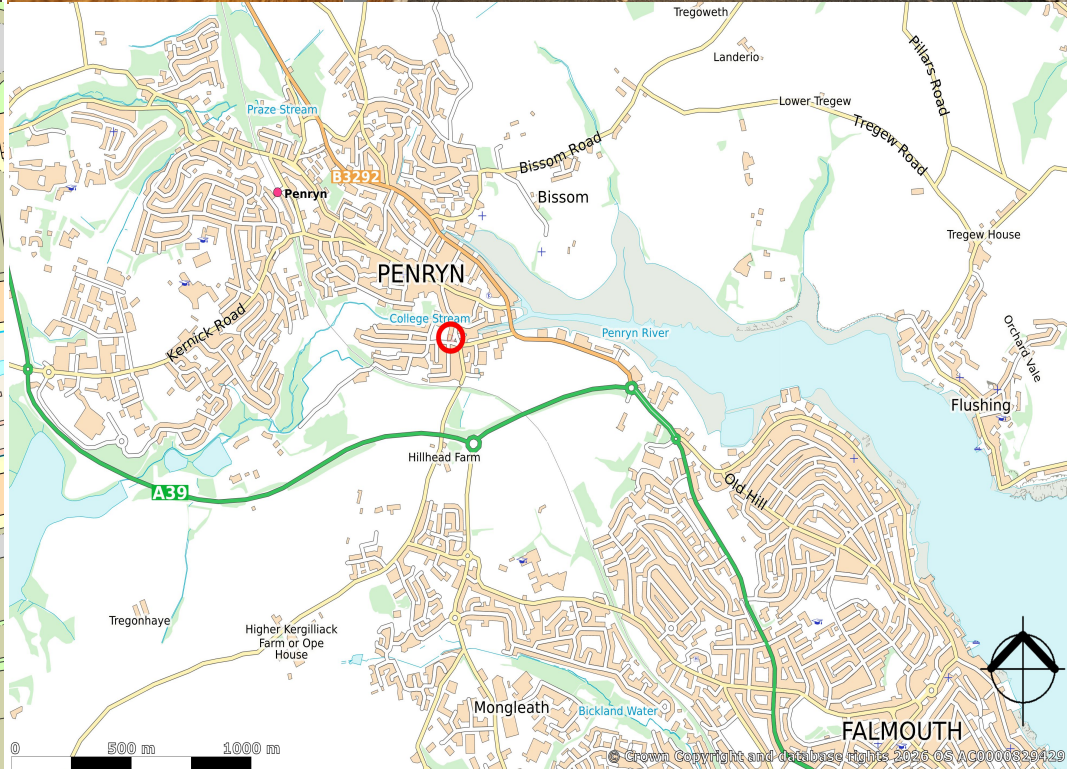 Tregoweth
Landerio
Pillars Road
Lower Tregew
Praze Stream
Tregew Road
Bissom Road
B3292
Penryn
Bissom
Tregew House
PENRYN
College Stream
Kernick Road
Penryn River
Orchard Vale
Flushing
Hillhead Farm
A39
Old Hill
Tregonhaye
Higher Kergilliack
Farm or Ope
House
Mongleath
Bickland Water
FALMOUTH
0 500 m 1000 m
© Crown Copyright and database rights 2026 OS AC0000829429